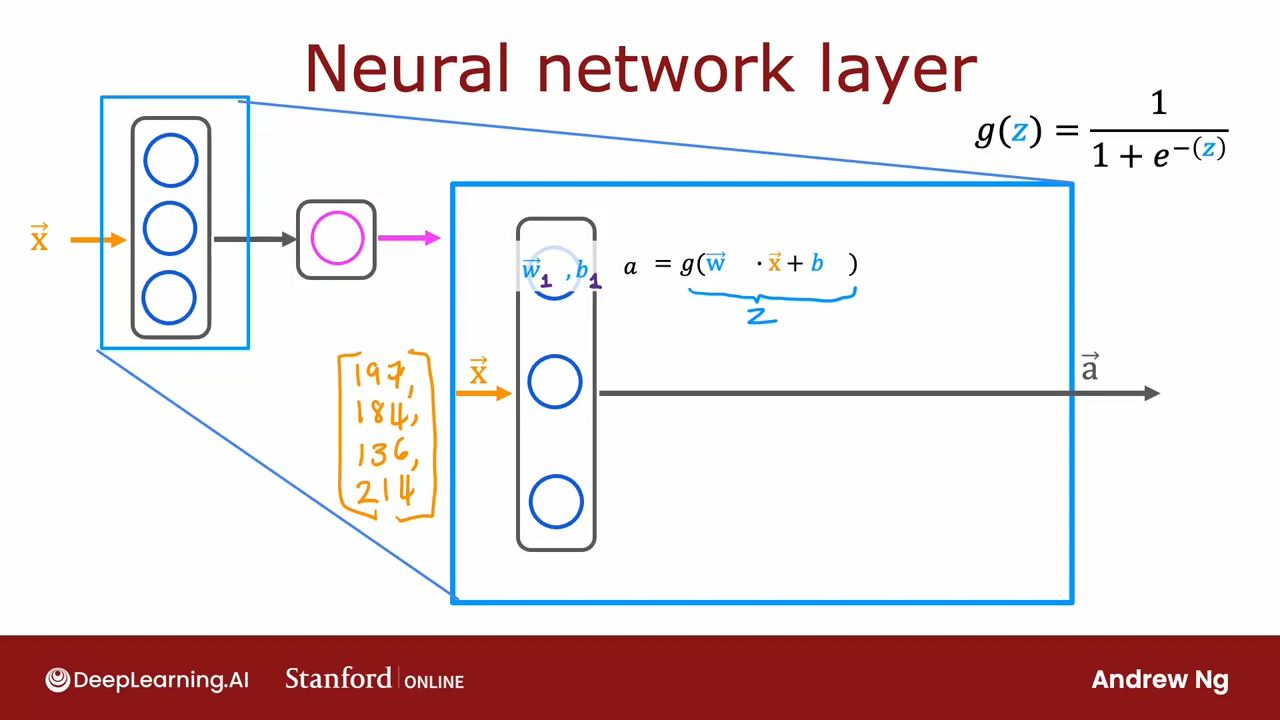 Neural network layer
g(z) = 1 / 1 + e^−(z)
x⃗
w⃗₁ , b₁ a = g(w⃗ · x⃗ + b )
z
x⃗
a⃗
[197,
184,
136,
214]
DeepLearning.AI
Stanford | ONLINE
Andrew Ng